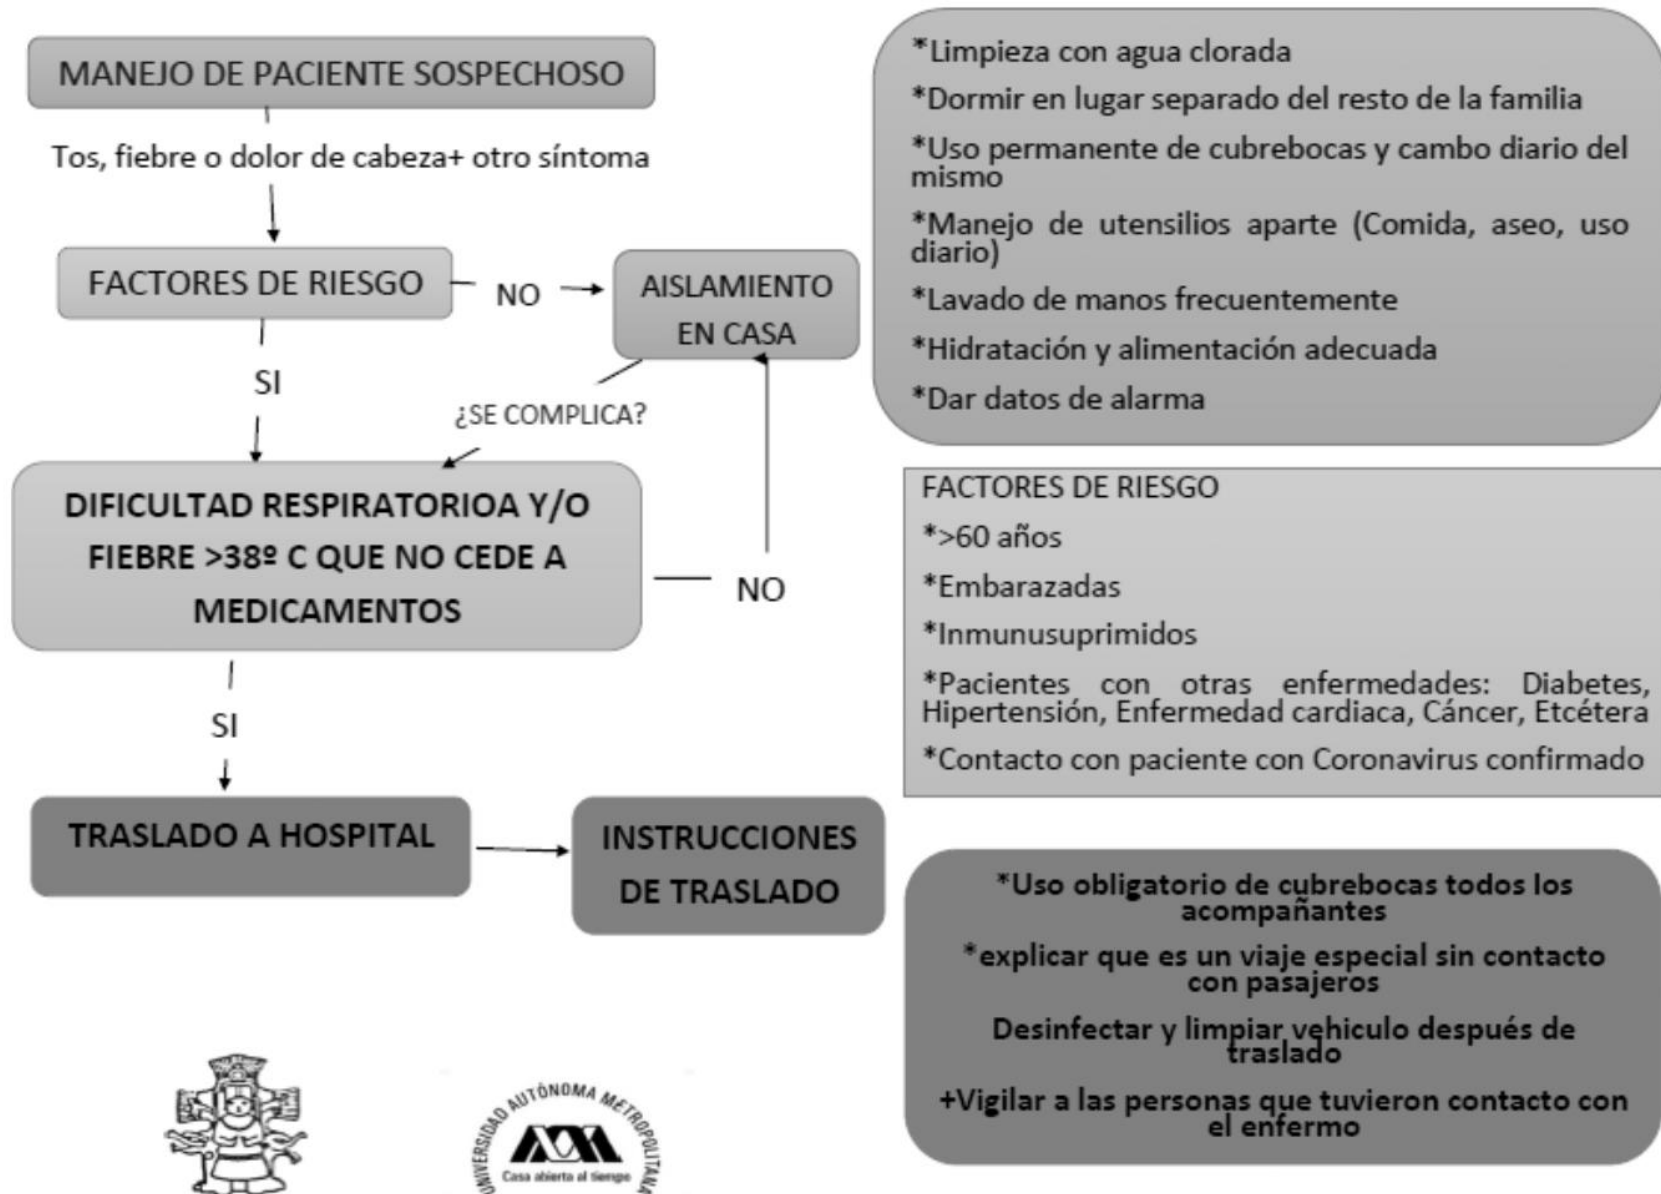 MANEJO DE PACIENTE SOSPECHOSO
Tos, fiebre o dolor de cabeza+ otro síntoma
FACTORES DE RIESGO
NO
AISLAMIENTO
EN CASA
SI
¿SE COMPLICA?
DIFICULTAD RESPIRATORIOA Y/O
FIEBRE >38º C QUE NO CEDE A
MEDICAMENTOS
NO
SI
TRASLADO A HOSPITAL
INSTRUCCIONES
DE TRASLADO
*Limpieza con agua clorada
*Dormir en lugar separado del resto de la familia
*Uso permanente de cubrebocas y cambo diario del
mismo
*Manejo de utensilios aparte (Comida, aseo, uso
diario)
*Lavado de manos frecuentemente
*Hidratación y alimentación adecuada
*Dar datos de alarma
FACTORES DE RIESGO
*>60 años
*Embarazadas
*Inmunusuprimidos
*Pacientes con otras enfermedades: Diabetes,
Hipertensión, Enfermedad cardiaca, Cáncer, Etcétera
*Contacto con paciente con Coronavirus confirmado
*Uso obligatorio de cubrebocas todos los
acompañantes
*explicar que es un viaje especial sin contacto
con pasajeros
Desinfectar y limpiar vehiculo después de
traslado
+Vigilar a las personas que tuvieron contacto con
el enfermo
UNIVERSIDAD AUTÓNOMA METROPOLITANA
Casa abierta al tiempo